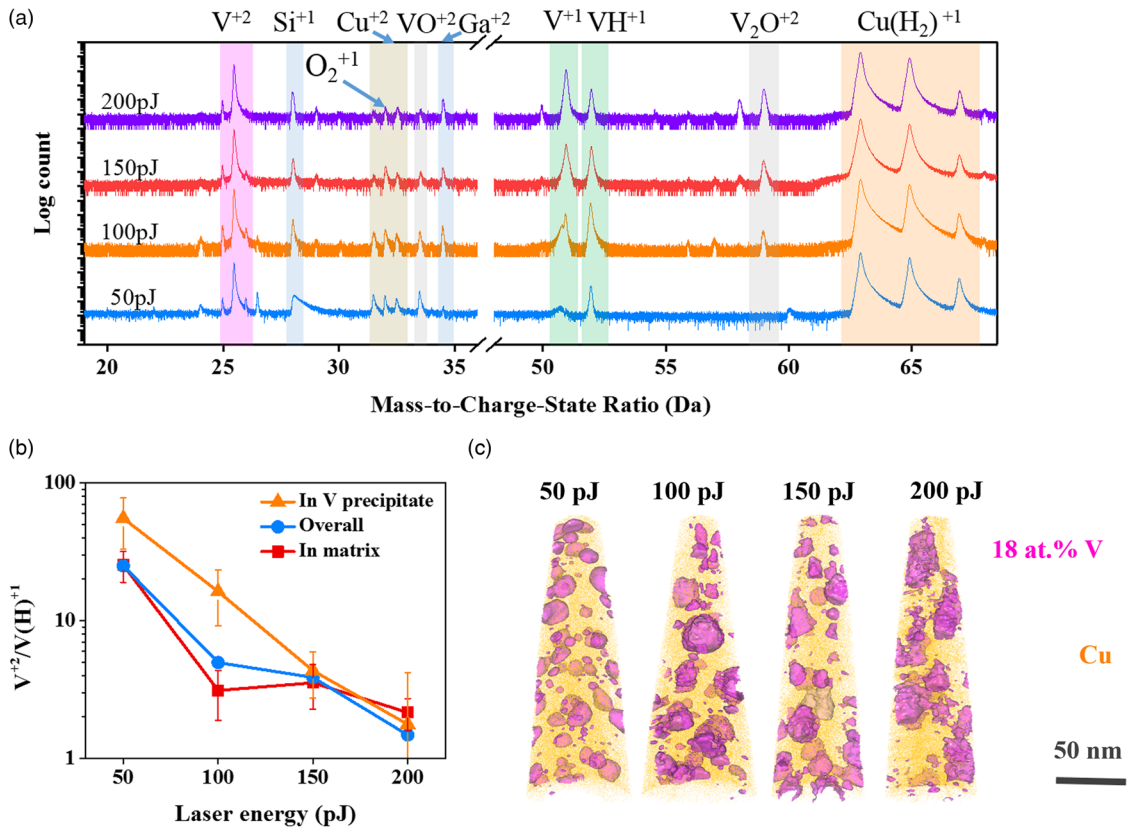 (a)
V+2 Si+1 Cu+2 VO+2 Ga+2 V+1 VH+1 V2O+2 Cu(H2) +1
O2+1
200pJ
150pJ
100pJ
50pJ
Log count
20 25 30 35 50 55 60 65
Mass-to-Charge-State Ratio (Da)
(b)
100
10
1
V+2/V(H)+1
In V precipitate
Overall
In matrix
50 100 150 200
Laser energy (pJ)
(c)
50 pJ 100 pJ 150 pJ 200 pJ
18 at.% V
Cu
50 nm